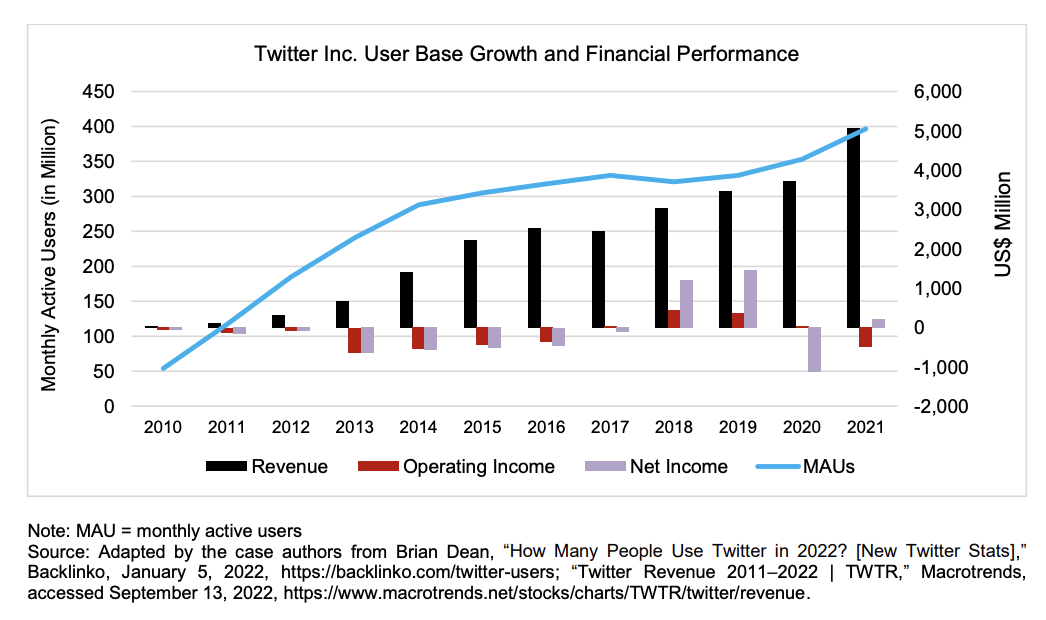 Twitter Inc. User Base Growth and Financial Performance
Monthly Active Users (in Million)
450
400
350
300
250
200
150
100
50
0
6,000
5,000
4,000
3,000
2,000
1,000
0
-1,000
-2,000
US$ Million
2010 2011 2012 2013 2014 2015 2016 2017 2018 2019 2020 2021
Revenue Operating Income Net Income MAUs
Note: MAU = monthly active users
Source: Adapted by the case authors from Brian Dean, “How Many People Use Twitter in 2022? [New Twitter Stats],”
Backlinko, January 5, 2022, https://backlinko.com/twitter-users; “Twitter Revenue 2011–2022 | TWTR,” Macrotrends,
accessed September 13, 2022, https://www.macrotrends.net/stocks/charts/TWTR/twitter/revenue.